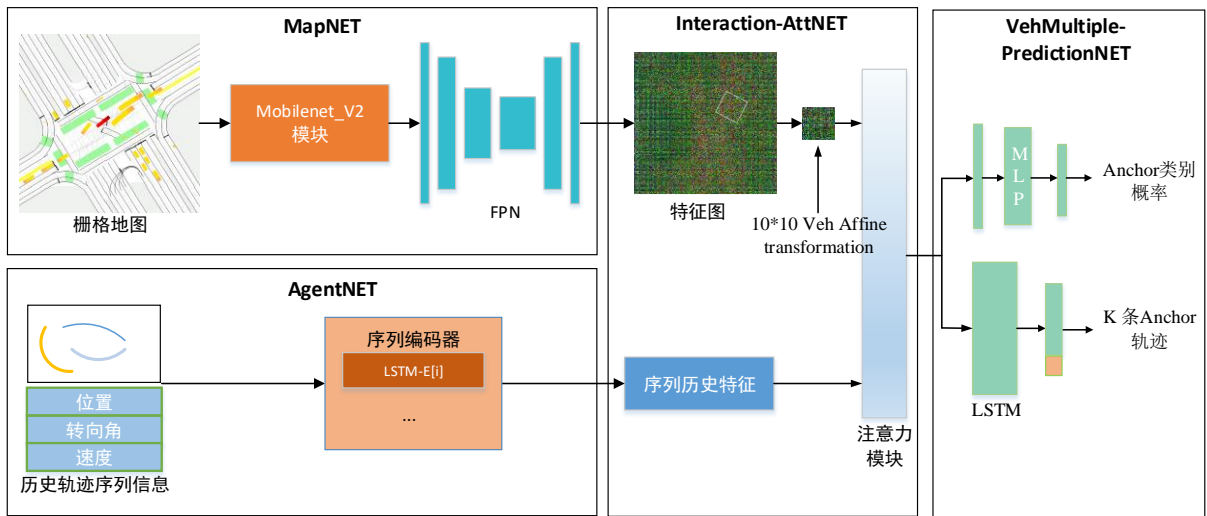 MapNET
Mobilenet_V2
模块
栅格地图
FPN
AgentNET
序列编码器
LSTM-E[i]
...
位置
转向角
速度
历史轨迹序列信息
Interaction-AttNET
特征图
10*10 Veh Affine
transformation
序列历史特征
注意力
模块
VehMultiple-
PredictionNET
MLP
Anchor类别
概率
LSTM
K 条Anchor
轨迹